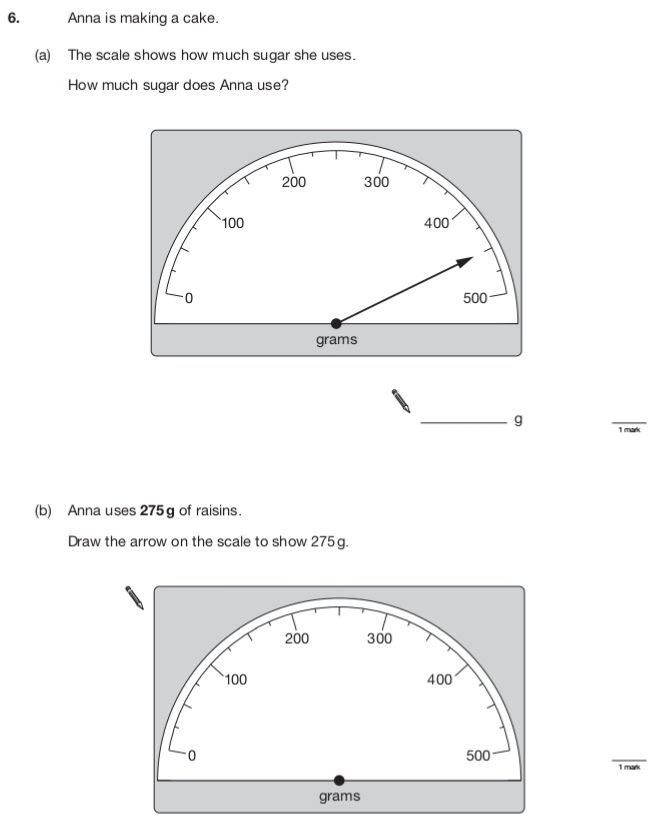 6. Anna is making a cake.
(a) The scale shows how much sugar she uses.
How much sugar does Anna use?
200 300
100 400
0 500
grams
g
1 mark
(b) Anna uses 275 g of raisins.
Draw the arrow on the scale to show 275 g.
200 300
100 400
0 500
grams
1 mark